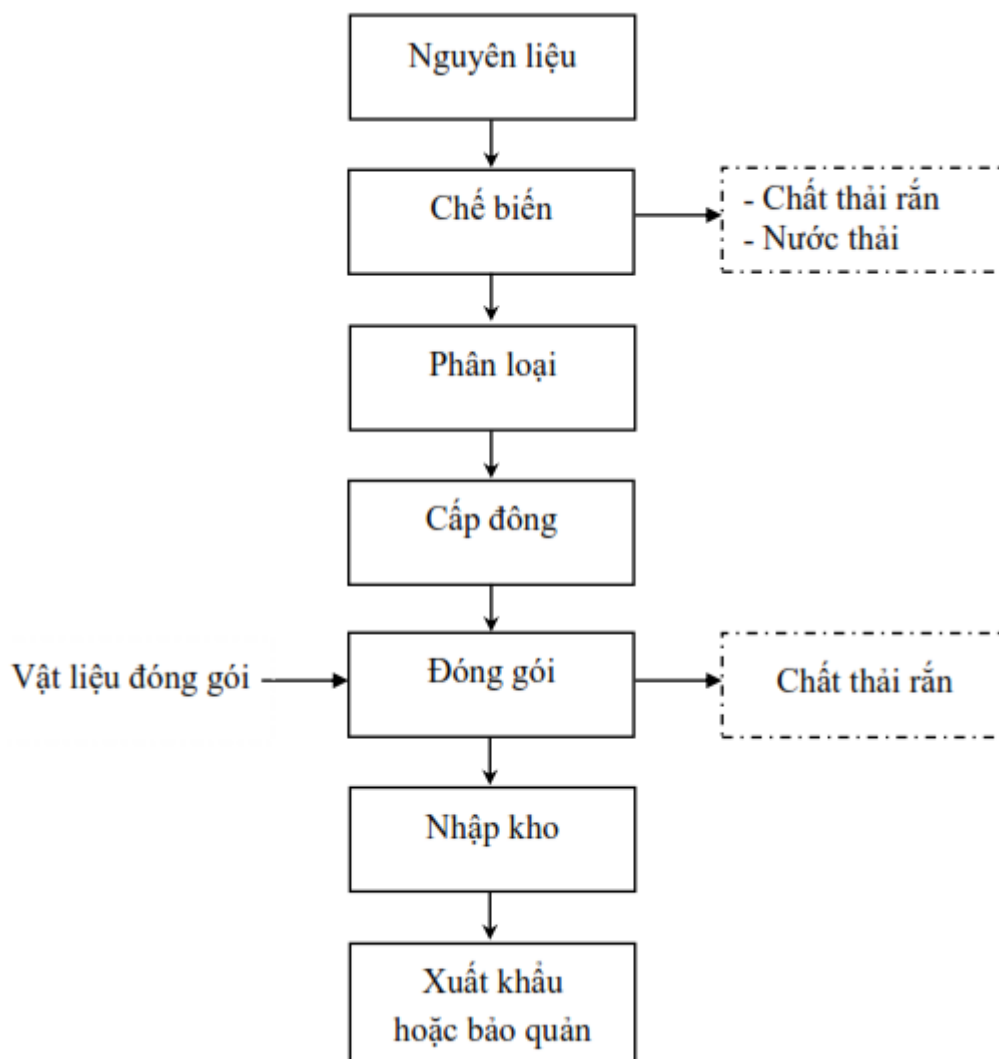 Nguyên liệu
Chế biến
- Chất thải rắn
- Nước thải
Phân loại
Cấp đông
Vật liệu đóng gói
Đóng gói
Chất thải rắn
Nhập kho
Xuất khẩu
hoặc bảo quản